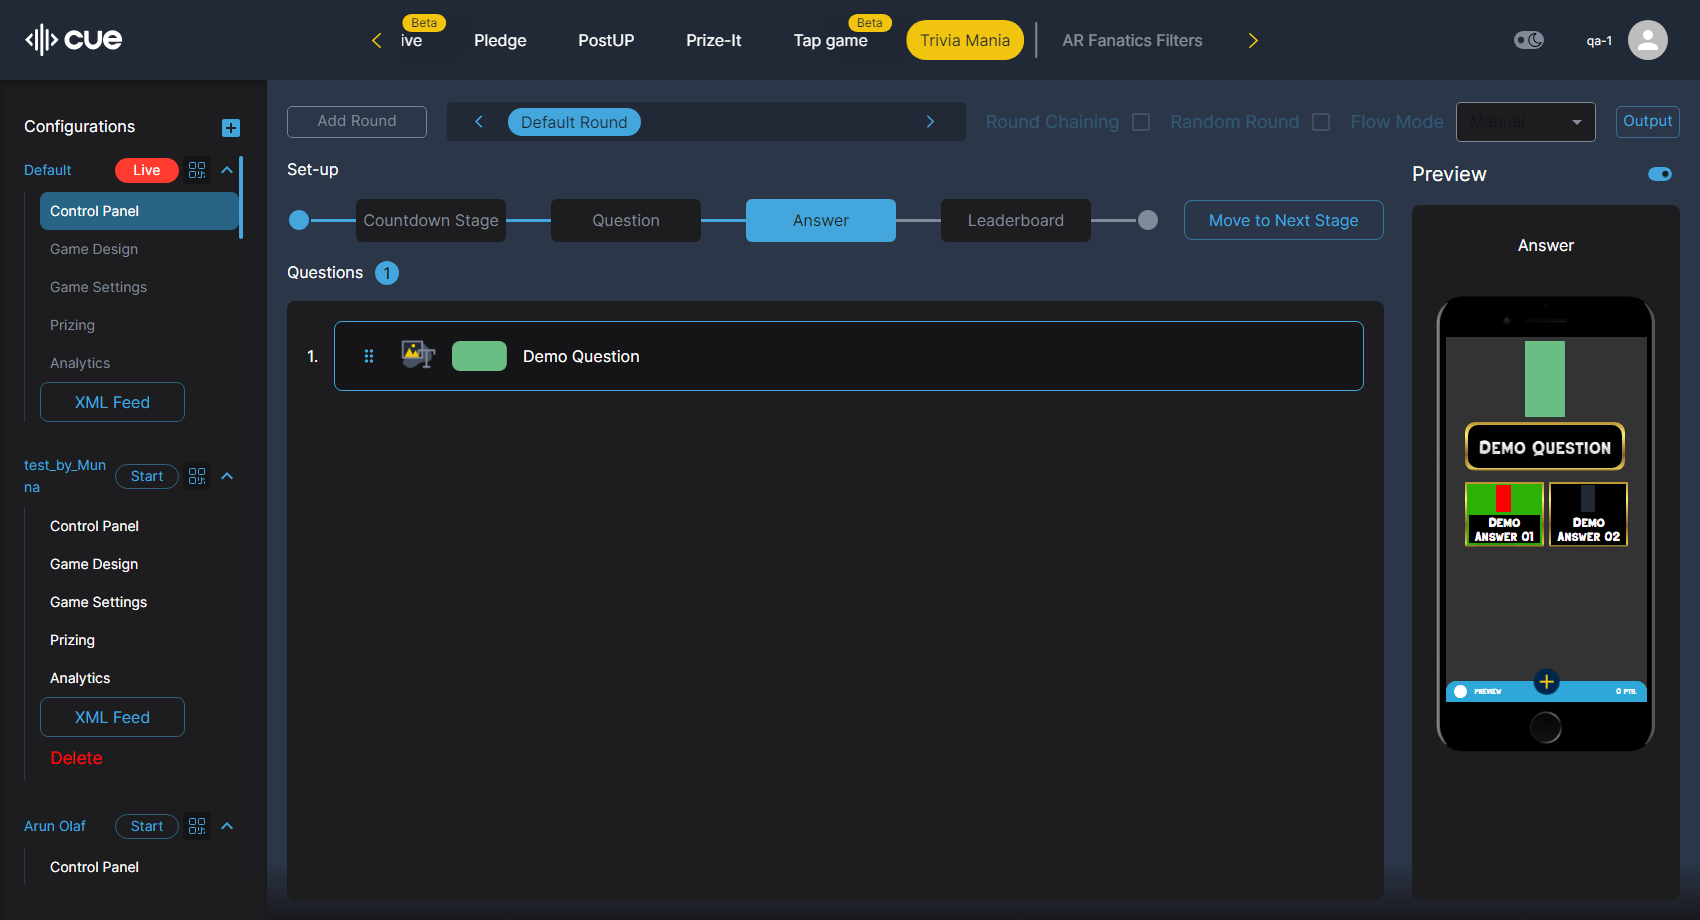 cue
Beta
ive
Pledge
PostUP
Prize-It
Beta
Tap game
Trivia Mania
AR Fanatics Filters
qa-1
Configurations
Default
Live
Control Panel
Game Design
Game Settings
Prizing
Analytics
XML Feed
test_by_Mun
na
Start
Control Panel
Game Design
Game Settings
Prizing
Analytics
XML Feed
Delete
Arun Olaf
Start
Control Panel
Add Round
Default Round
Round Chaining
Random Round
Flow Mode
Manual
Output
Set-up
Countdown Stage
Question
Answer
Leaderboard
Move to Next Stage
Questions 1
1.
Demo Question
Preview
Answer
Demo Question
Demo
Answer 01
Demo
Answer 02
PREVIEW
0 PTS.